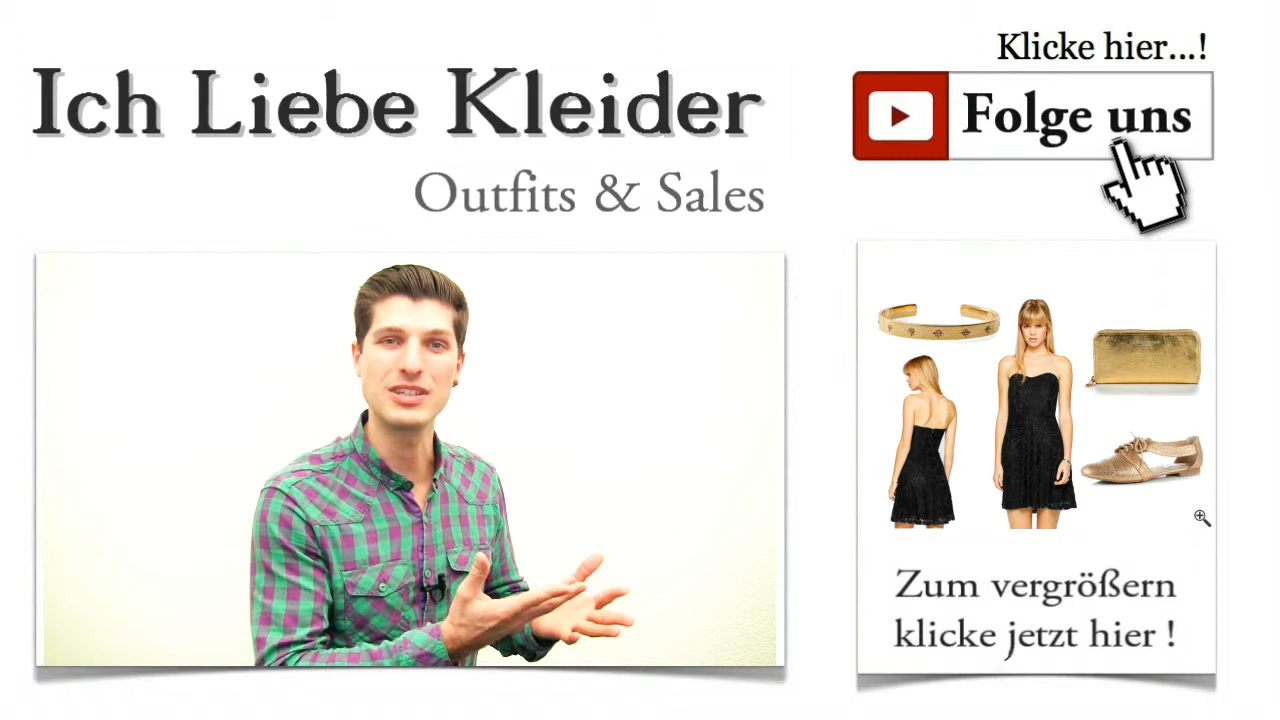 Ich Liebe Kleider
Outfits & Sales
Klicke hier...!
Folge uns
Zum vergrößern
klicke jetzt hier !